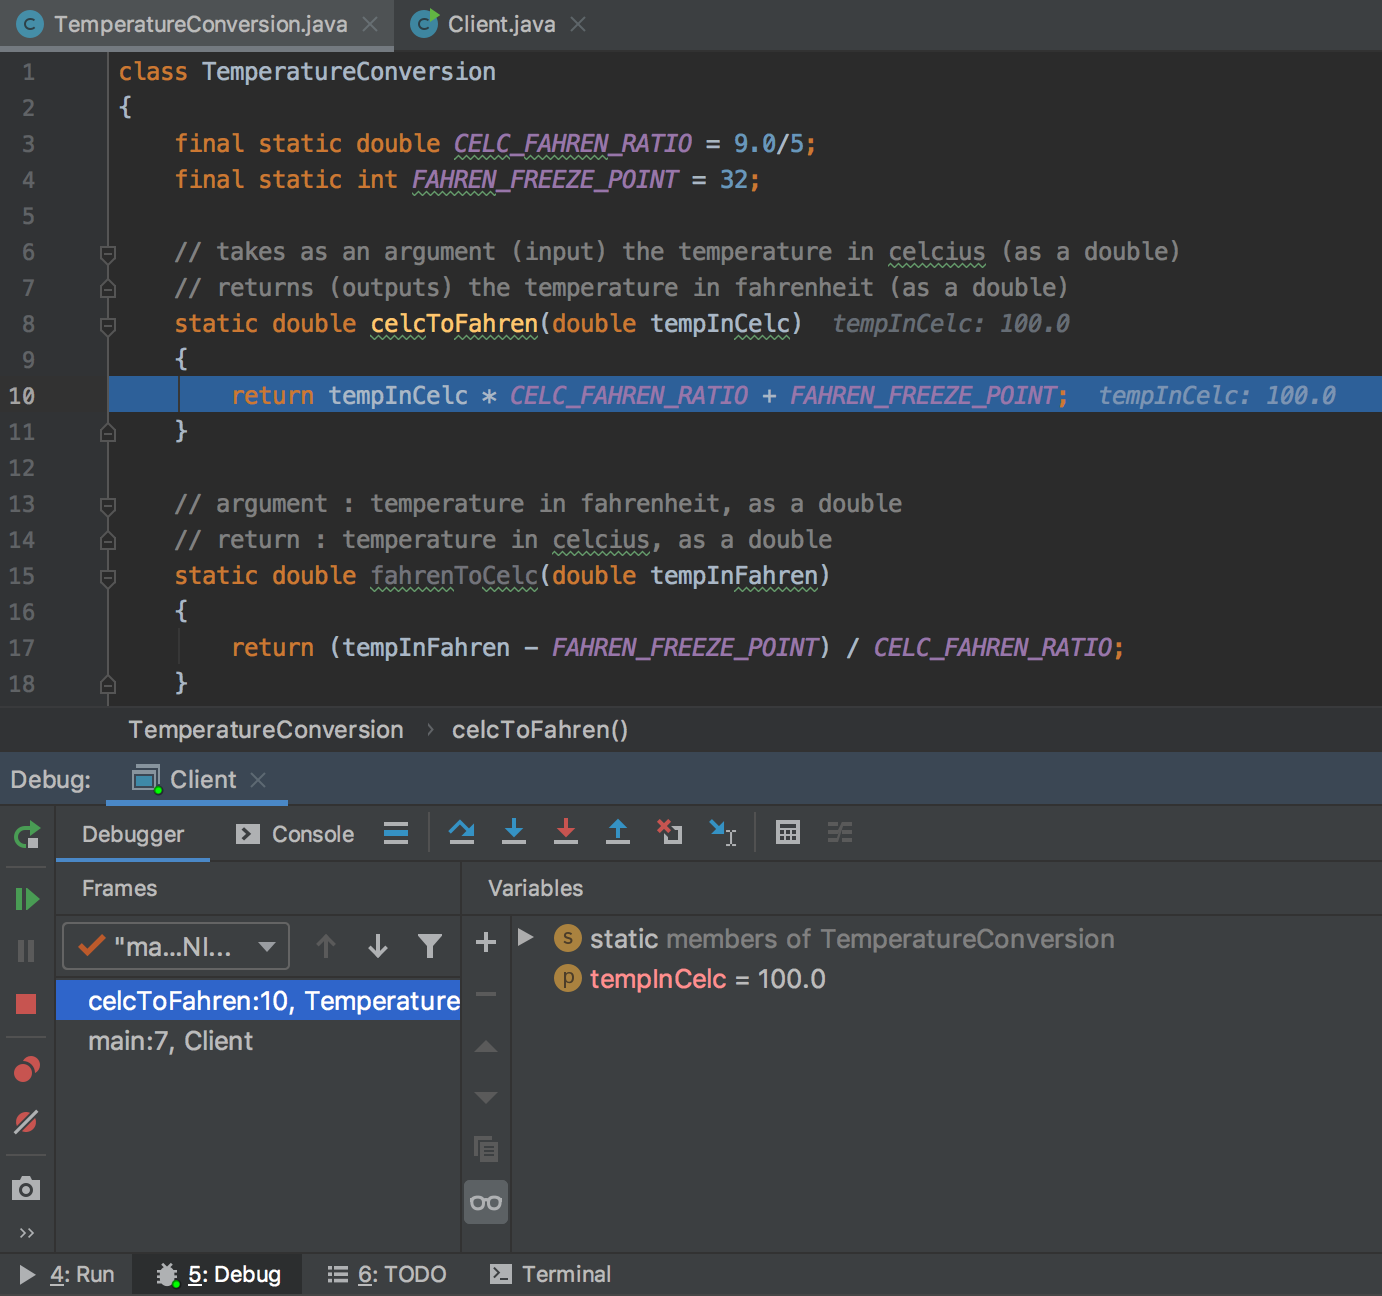 TemperatureConversion.java Client.java
1 class TemperatureConversion
2 {
3 final static double CELC_FAHREN_RATIO = 9.0/5;
4 final static int FAHREN_FREEZE_POINT = 32;
5
6 // takes as an argument (input) the temperature in celcius (as a double)
7 // returns (outputs) the temperature in fahrenheit (as a double)
8 static double celcToFahren(double tempInCelc) tempInCelc: 100.0
9 {
10 return tempInCelc * CELC_FAHREN_RATIO + FAHREN_FREEZE_POINT; tempInCelc: 100.0
11 }
12
13 // argument : temperature in fahrenheit, as a double
14 // return : temperature in celcius, as a double
15 static double fahrenToCelc(double tempInFahren)
16 {
17 return (tempInFahren - FAHREN_FREEZE_POINT) / CELC_FAHREN_RATIO;
18 }
TemperatureConversion › celcToFahren()
Debug: Client
Debugger Console
Frames Variables
"ma...NI...
static members of TemperatureConversion
tempInCelc = 100.0
celcToFahren:10, Temperature
main:7, Client
4: Run 5: Debug 6: TODO Terminal